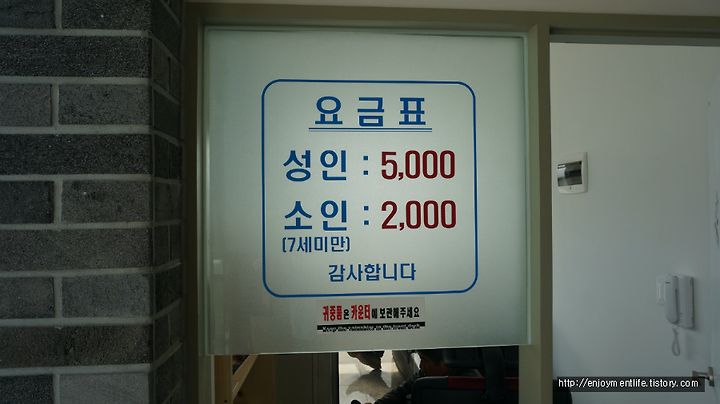 요금표
성인 : 5,000
소인 : 2,000
(7세미만)
감사합니다
귀중품은 카운터에 보관해주세요
http://enjoymentlife.tistory.com